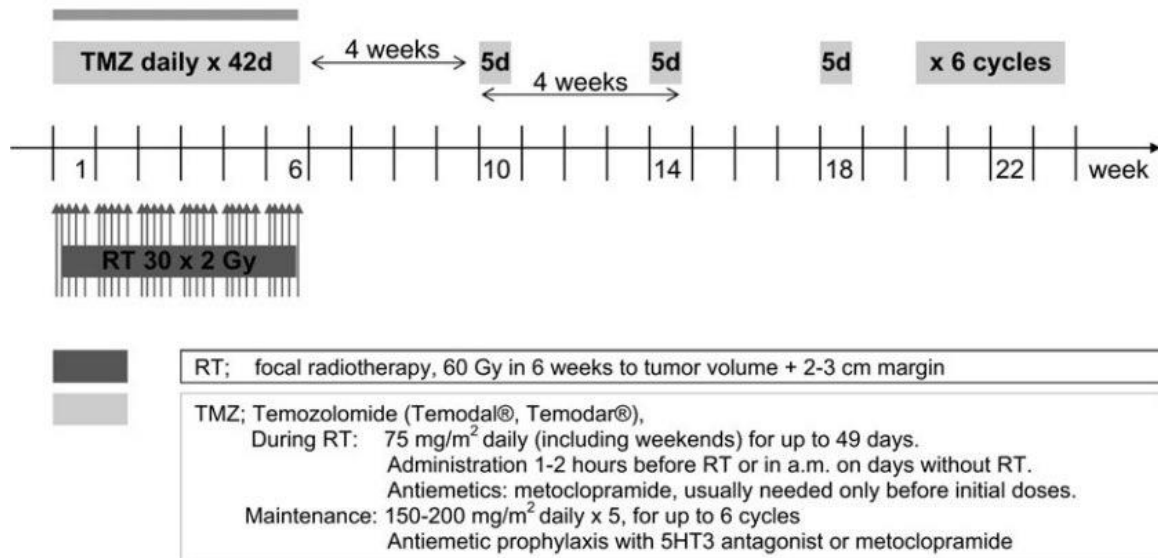 TMZ daily x 42d
4 weeks
5d
5d
5d
x 6 cycles
4 weeks
1
6
10
14
18
22
week
RT 30 x 2 Gy
RT; focal radiotherapy, 60 Gy in 6 weeks to tumor volume + 2-3 cm margin
TMZ; Temozolomide (Temodal®, Temodar®),
During RT: 75 mg/m² daily (including weekends) for up to 49 days.
Administration 1-2 hours before RT or in a.m. on days without RT.
Antiemetics: metoclopramide, usually needed only before initial doses.
Maintenance: 150-200 mg/m² daily x 5, for up to 6 cycles
Antiemetic prophylaxis with 5HT3 antagonist or metoclopramide